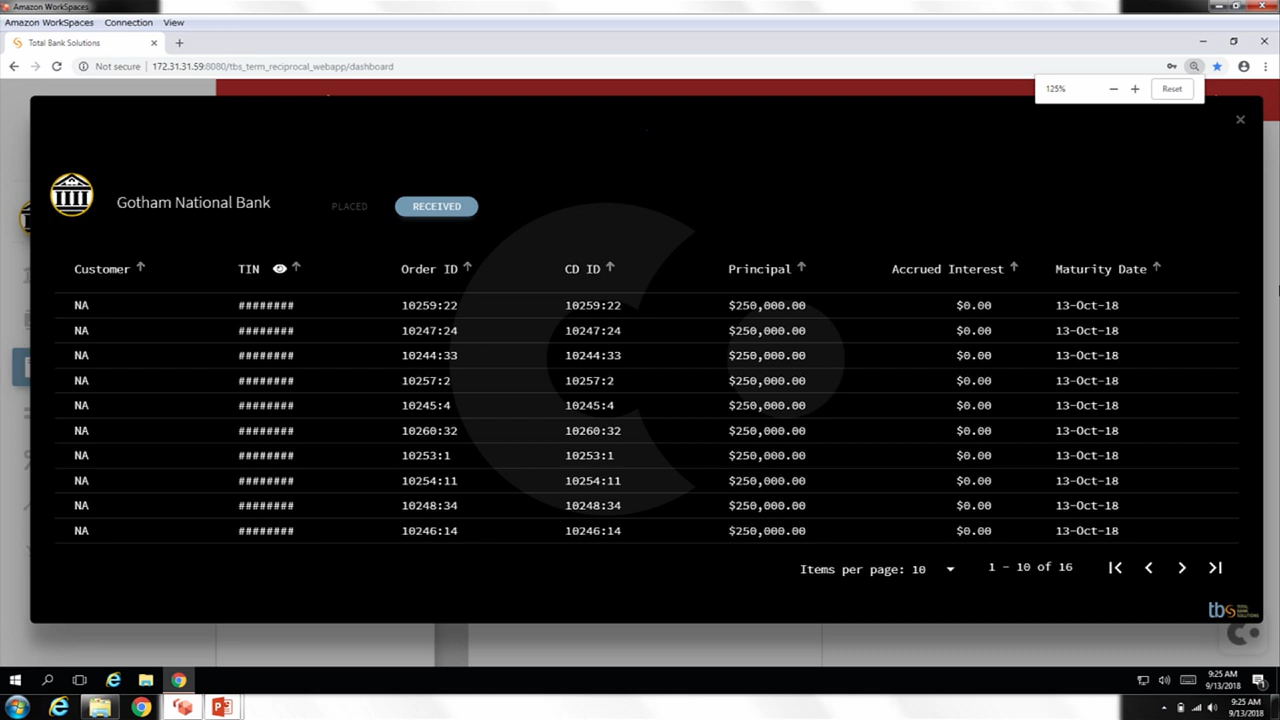 Amazon WorkSpaces
Amazon WorkSpaces Connection View
Total Bank Solutions
Not secure 172.31.31.59:8080/tbs_term_reciprocal_webapp/dashboard
125% Reset
Gotham National Bank PLACED RECEIVED
Customer TIN Order ID CD ID Principal Accrued Interest Maturity Date
NA ######## 10259:22 10259:22 $250,000.00 $0.00 13-Oct-18
NA ######## 10247:24 10247:24 $250,000.00 $0.00 13-Oct-18
NA ######## 10244:33 10244:33 $250,000.00 $0.00 13-Oct-18
NA ######## 10257:2 10257:2 $250,000.00 $0.00 13-Oct-18
NA ######## 10245:4 10245:4 $250,000.00 $0.00 13-Oct-18
NA ######## 10260:32 10260:32 $250,000.00 $0.00 13-Oct-18
NA ######## 10253:1 10253:1 $250,000.00 $0.00 13-Oct-18
NA ######## 10254:11 10254:11 $250,000.00 $0.00 13-Oct-18
NA ######## 10248:34 10248:34 $250,000.00 $0.00 13-Oct-18
NA ######## 10246:14 10246:14 $250,000.00 $0.00 13-Oct-18
Items per page: 10 1 - 10 of 16
tbs TOTAL BANK SOLUTIONS
9:25 AM
9/13/2018 1
9:25 AM
9/13/2018